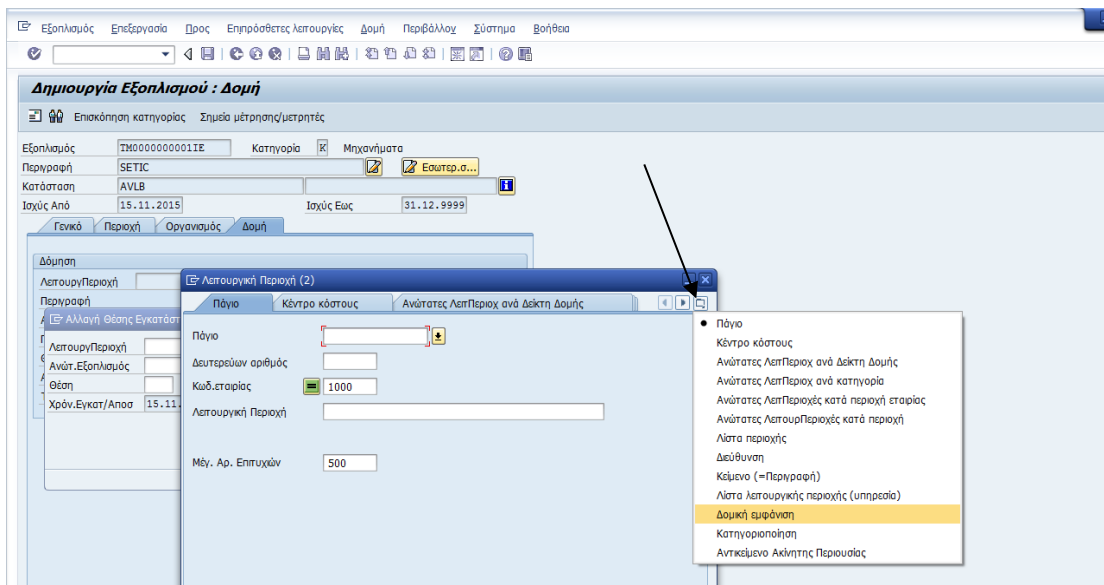 Εξοπλισμός Επεξεργασία Προς Επιπρόσθετες λειτουργίες Δομή Περιβάλλον Σύστημα Βοήθεια
Δημιουργία Εξοπλισμού : Δομή
Επισκόπηση κατηγορίας Σημεία μέτρησης/μετρητές
Εξοπλισμός TM0000000001IE Κατηγορία K Μηχανήματα
Περιγραφή SETIC Εσωτερ.σ...
Κατάσταση AVLB
Ισχύς Από 15.11.2015 Ισχύς Εως 31.12.9999
Γενικό Περιοχή Οργανισμός Δομή
Δόμηση
ΛειτουργΠεριοχή
Περιγραφή
Αλλαγή Θέσης Εγκατάστ
ΛειτουργΠεριοχή
Ανώτ.Εξοπλισμός
Θέση
Χρόν.Εγκατ/Αποσ 15.11.
Λειτουργική Περιοχή (2)
Πάγιο Κέντρο κόστους Ανώτατες ΛειτΠεριοχ ανά Δείκτη Δομής
Πάγιο
Δευτερεύων αριθμός
Κωδ.εταιρίας 1000
Λειτουργική Περιοχή
Μέγ. Αρ. Επιτυχιών 500
Πάγιο
Κέντρο κόστους
Ανώτατες ΛειτΠεριοχ ανά Δείκτη Δομής
Ανώτατες ΛειτΠεριοχ ανά κατηγορία
Ανώτατες ΛειτΠεριοχές κατά περιοχή εταιρίας
Ανώτατες ΛειτουρΠεριοχές κατά περιοχή
Λίστα περιοχής
Διεύθυνση
Κείμενο (=Περιγραφή)
Λίστα λειτουργικής περιοχής (υπηρεσία)
Δομική εμφάνιση
Κατηγοριοποίηση
Αντικείμενο Ακίνητης Περιουσίας